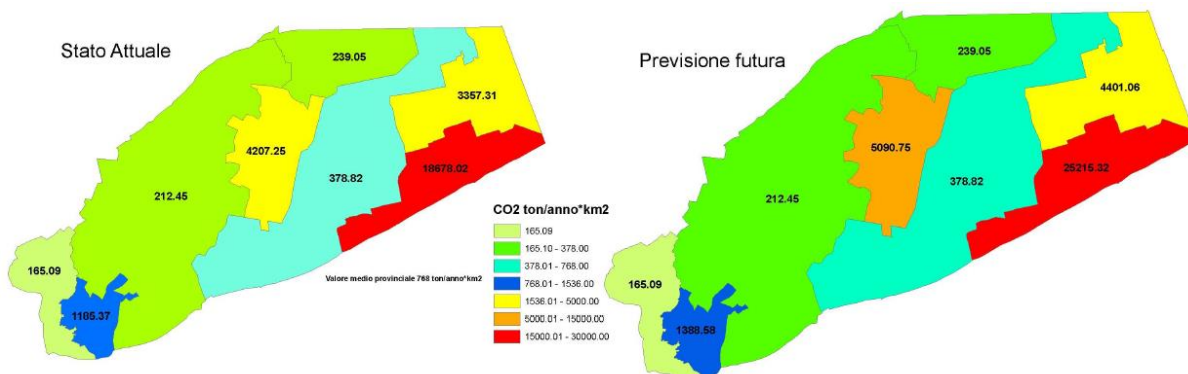 Stato Attuale
239.05
3357.31
4207.25
18678.02
378.82
212.45
165.09
1185.37
Valore medio provinciale 768 ton/anno*km2
CO2 ton/anno*km2
165.09
165.10 - 378.00
378.01 - 768.00
768.01 - 1536.00
1536.01 - 5000.00
5000.01 - 15000.00
15000.01 - 30000.00
Previsione futura
239.05
4401.06
5090.75
25215.32
378.82
212.45
165.09
1388.58